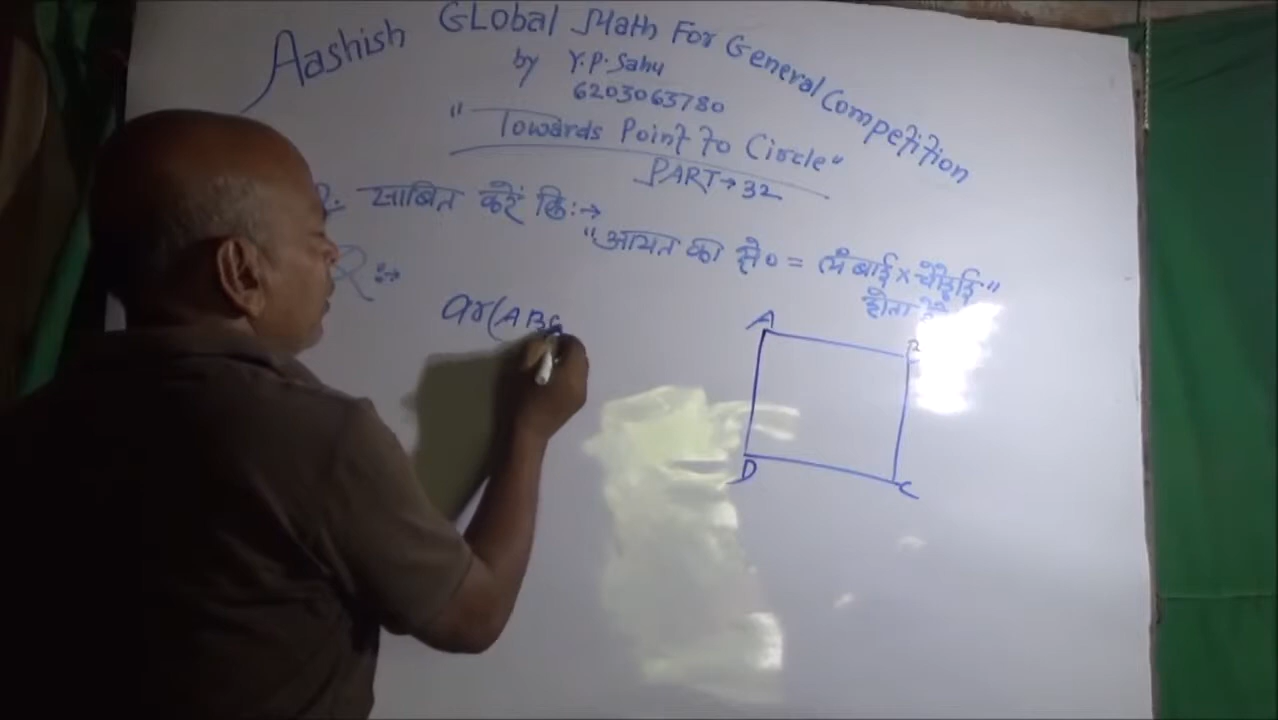 Aashish Global Math For General Competition
by Y.P. Sahu
6203063780
"Towards Point To Circle"
PART→32
Q. साबित करें कि:→
"आयत का क्षे० = लंबाई × चौड़ाई"
होता है
R:→
ar(ABC
A
B
D
C